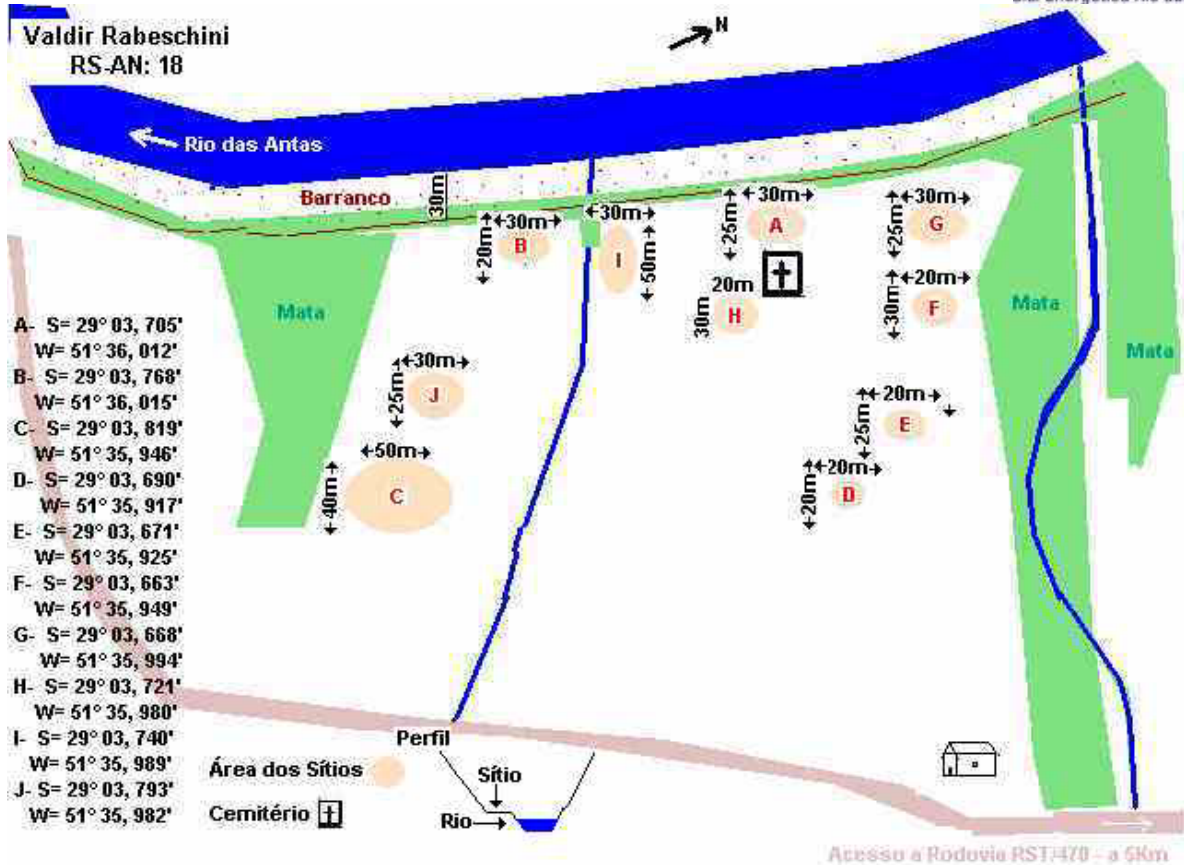 Valdir Rabeschini
RS-AN: 18
N
Rio das Antas
Barranco
30m
30m
20m
B
30m
50m
I
30m
25m
A
30m
25m
G
20m
30m
H
20m
30m
F
Mata
Mata
Mata
30m
25m
J
20m
25m
E
50m
40m
C
20m
20m
D
A- S= 29° 03, 705'
W= 51° 36, 012'
B- S= 29° 03, 768'
W= 51° 36, 015'
C- S= 29° 03, 819'
W= 51° 35, 946'
D- S= 29° 03, 690'
W= 51° 35, 917'
E- S= 29° 03, 671'
W= 51° 35, 925'
F- S= 29° 03, 663'
W= 51° 35, 949'
G- S= 29° 03, 668'
W= 51° 35, 994'
H- S= 29° 03, 721'
W= 51° 35, 980'
I- S= 29° 03, 740'
W= 51° 35, 989'
J- S= 29° 03, 793'
W= 51° 35, 982'
Perfil
Área dos Sítios
Sítio
Cemitério
Rio
Acesso a Rodovia RST/470 - a 5Km